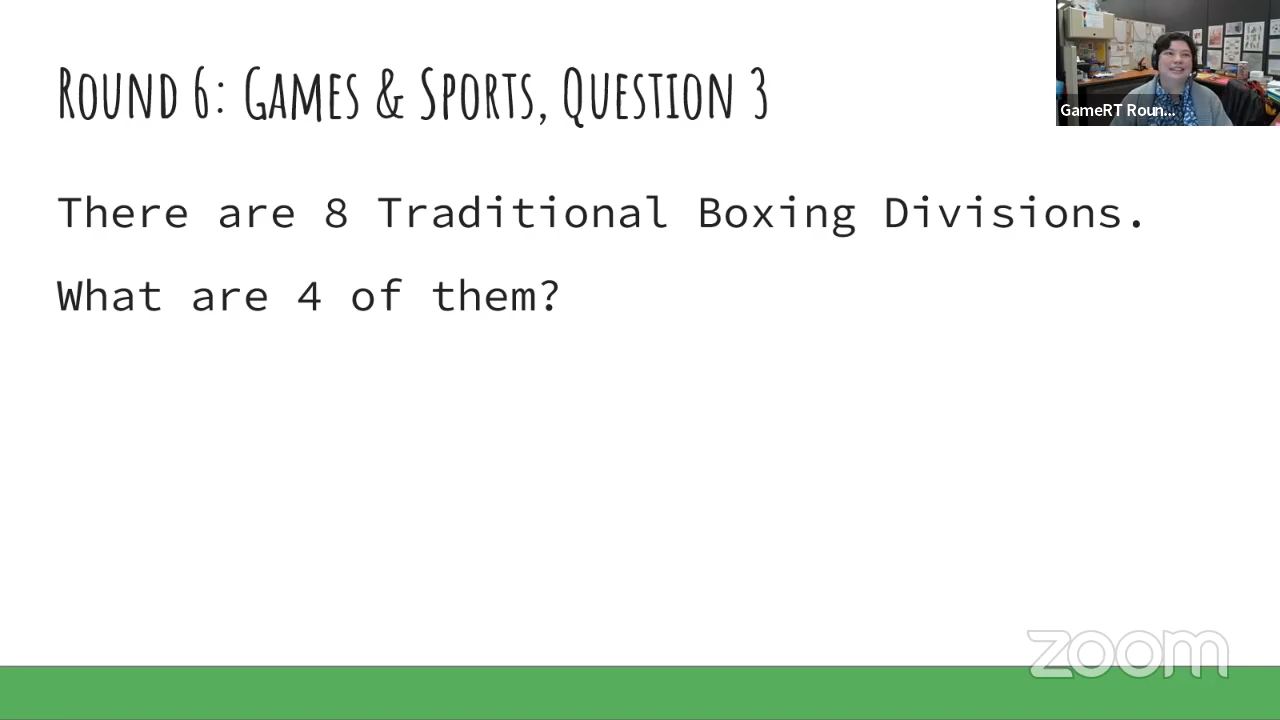 Round 6: Games & Sports, Question 3
GameRT Roun...
There are 8 Traditional Boxing Divisions.
What are 4 of them?
zoom